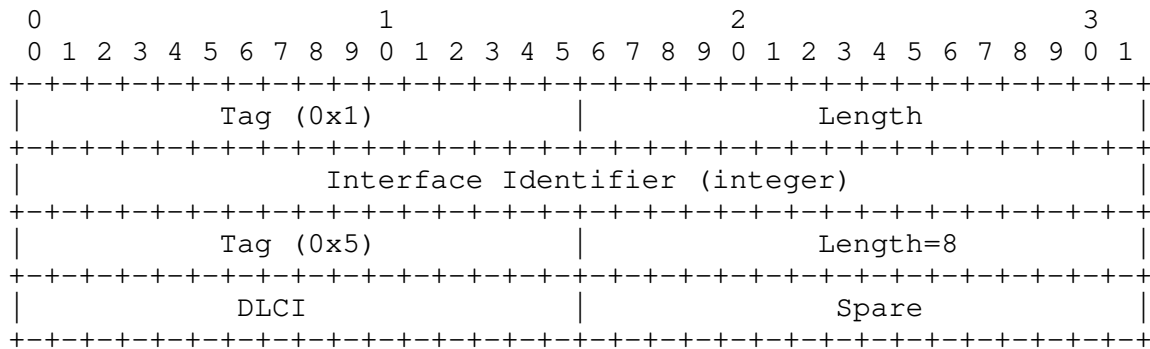 0                   1                   2                   3
 0 1 2 3 4 5 6 7 8 9 0 1 2 3 4 5 6 7 8 9 0 1 2 3 4 5 6 7 8 9 0 1
+-+-+-+-+-+-+-+-+-+-+-+-+-+-+-+-+-+-+-+-+-+-+-+-+-+-+-+-+-+-+-+-+
|           Tag (0x1)           |             Length            |
+-+-+-+-+-+-+-+-+-+-+-+-+-+-+-+-+-+-+-+-+-+-+-+-+-+-+-+-+-+-+-+-+
|                 Interface Identifier (integer)                |
+-+-+-+-+-+-+-+-+-+-+-+-+-+-+-+-+-+-+-+-+-+-+-+-+-+-+-+-+-+-+-+-+
|           Tag (0x5)           |             Length=8          |
+-+-+-+-+-+-+-+-+-+-+-+-+-+-+-+-+-+-+-+-+-+-+-+-+-+-+-+-+-+-+-+-+
|            DLCI               |              Spare            |
+-+-+-+-+-+-+-+-+-+-+-+-+-+-+-+-+-+-+-+-+-+-+-+-+-+-+-+-+-+-+-+-+